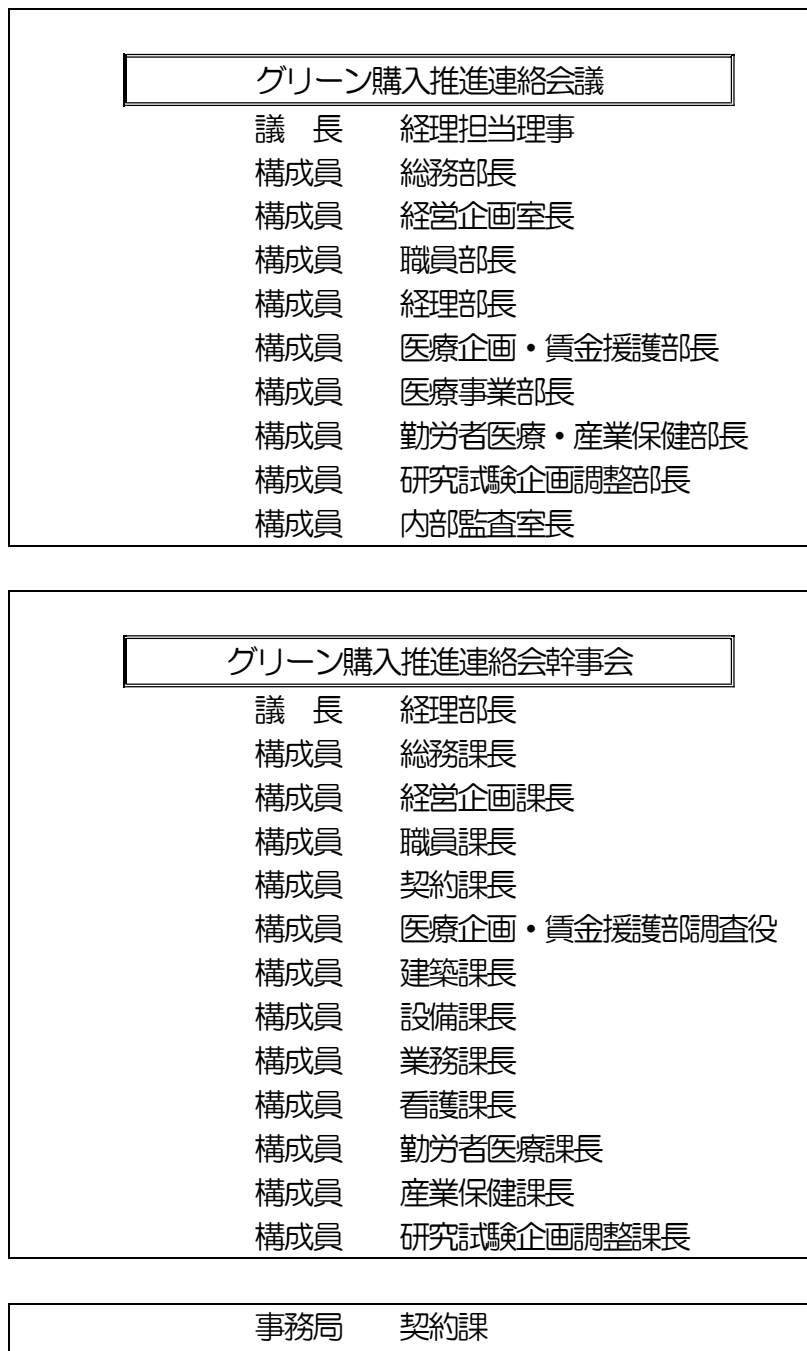 グリーン購入推進連絡会議
議　長　経理担当理事
構成員　総務部長
構成員　経営企画室長
構成員　職員部長
構成員　経理部長
構成員　医療企画・賃金援護部長
構成員　医療事業部長
構成員　勤労者医療・産業保健部長
構成員　研究試験企画調整部長
構成員　内部監査室長
グリーン購入推進連絡会幹事会
議　長　経理部長
構成員　総務課長
構成員　経営企画課長
構成員　職員課長
構成員　契約課長
構成員　医療企画・賃金援護部調査役
構成員　建築課長
構成員　設備課長
構成員　業務課長
構成員　看護課長
構成員　勤労者医療課長
構成員　産業保健課長
構成員　研究試験企画調整課長
事務局　契約課